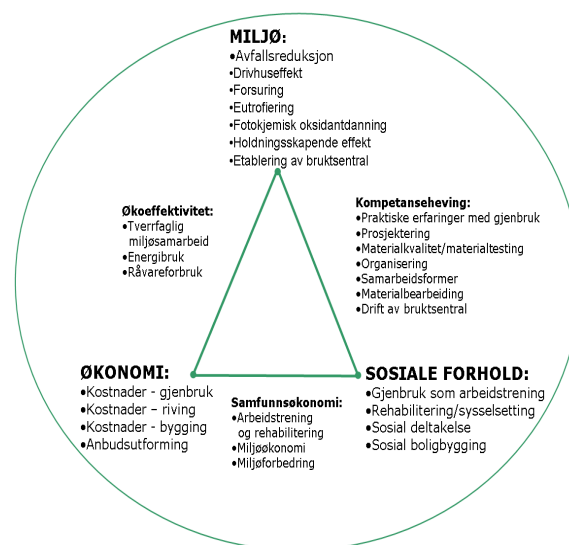 MILJØ:
•Avfallsreduksjon
•Drivhuseffekt
•Forsuring
•Eutrofiering
•Fotokjemisk oksidantdanning
•Holdningsskapende effekt
•Etablering av bruktsentral
Økoeffektivitet:
•Tverrfaglig
miljøsamarbeid
•Energibruk
•Råvareforbruk
Kompetanseheving:
•Praktiske erfaringer med gjenbruk
•Prosjektering
•Materialkvalitet/materialtesting
•Organisering
•Samarbeidsformer
•Materialbearbeiding
•Drift av bruktsentral
ØKONOMI:
•Kostnader - gjenbruk
•Kostnader – riving
•Kostnader - bygging
•Anbudsutforming
Samfunnsøkonomi:
•Arbeidstrening
og rehabilitering
•Miljøøkonomi
•Miljøforbedring
SOSIALE FORHOLD:
•Gjenbruk som arbeidstrening
•Rehabilitering/sysselsetting
•Sosial deltakelse
•Sosial boligbygging